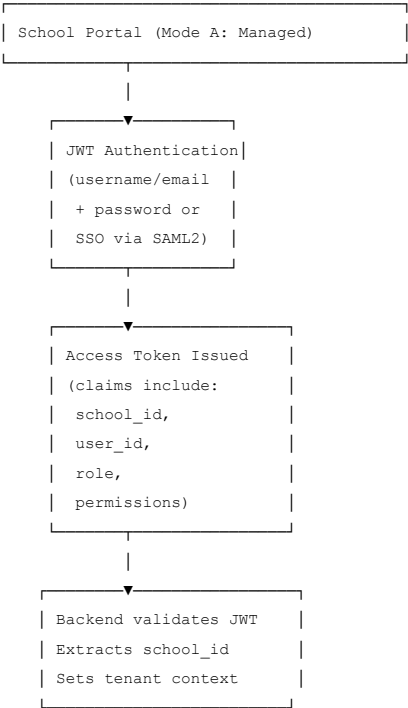 School Portal (Mode A: Managed)
JWT Authentication
(username/email
+ password or
SSO via SAML2)
Access Token Issued
(claims include:
school_id,
user_id,
role,
permissions)
Backend validates JWT
Extracts school_id
Sets tenant context